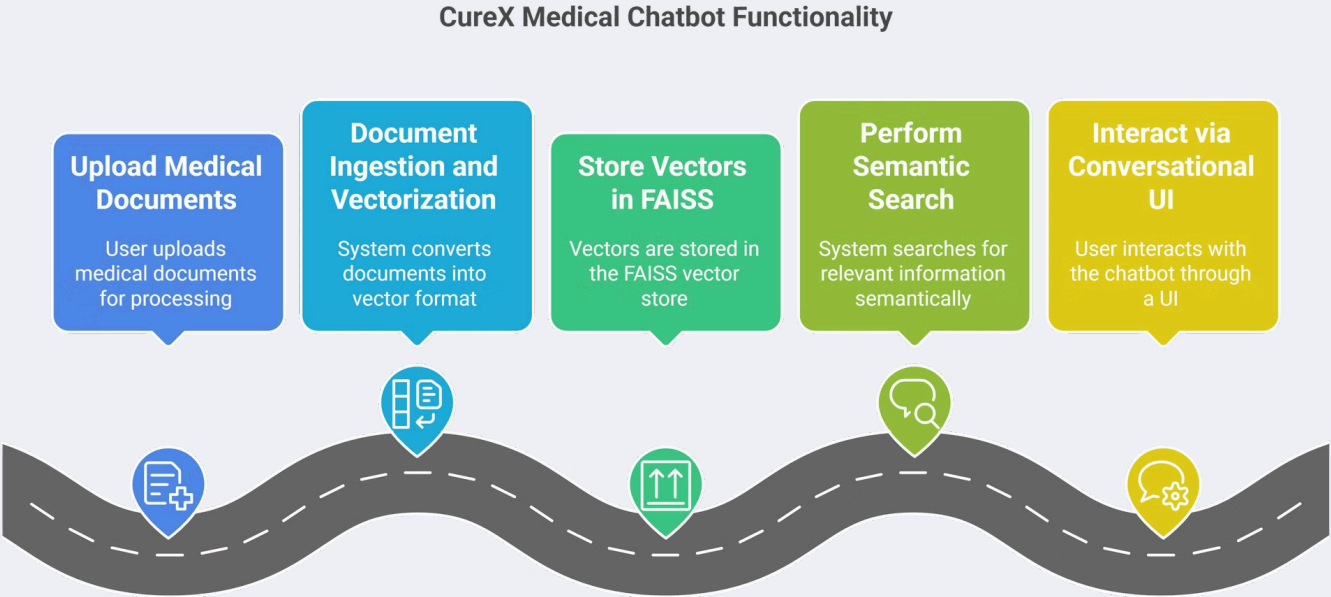 CureX Medical Chatbot Functionality
Upload Medical
Documents
User uploads
medical documents
for processing
Document
Ingestion and
Vectorization
System converts
documents into
vector format
Store Vectors
in FAISS
Vectors are stored in
the FAISS vector
store
Perform
Semantic
Search
System searches for
relevant information
semantically
Interact via
Conversational
UI
User interacts with
the chatbot through
a UI